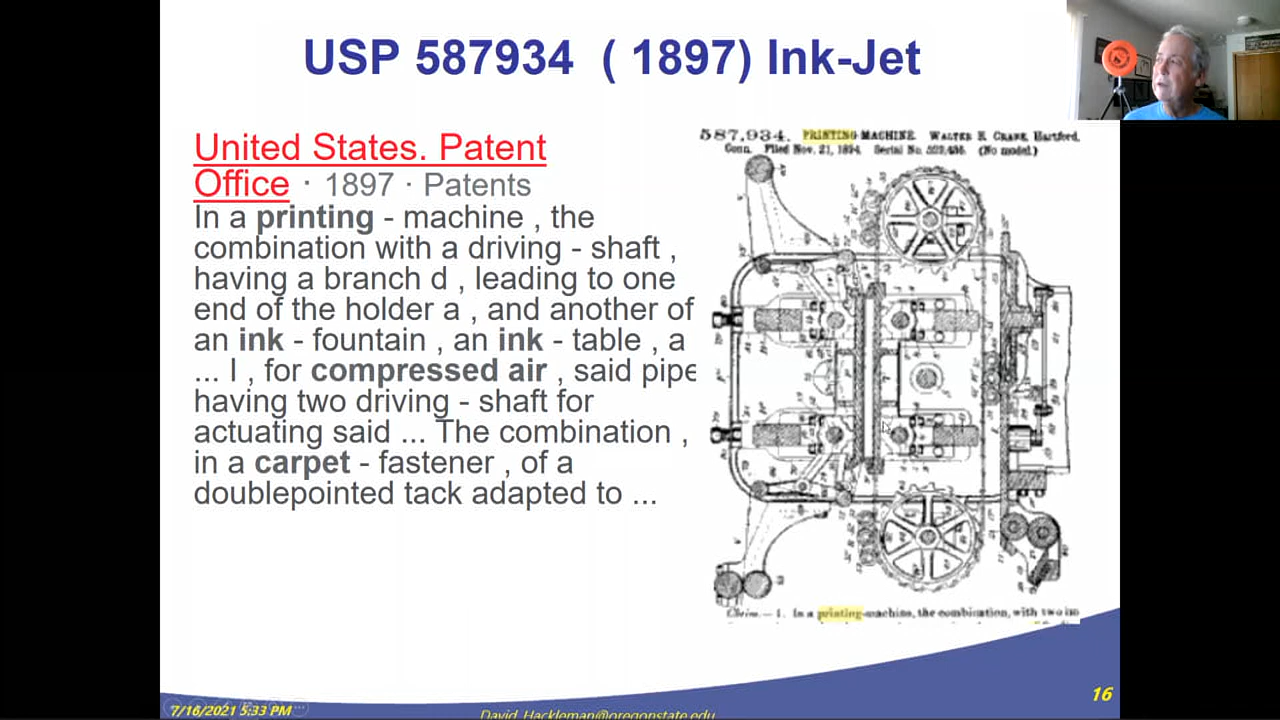 USP 587934 ( 1897) Ink-Jet
United States. Patent
Office · 1897 · Patents
In a printing - machine , the
combination with a driving - shaft ,
having a branch d , leading to one
end of the holder a , and another of
an ink - fountain , an ink - table , a
... I , for compressed air , said pipe
having two driving - shaft for
actuating said ... The combination ,
in a carpet - fastener , of a
doublepointed tack adapted to ...
587,934. PRINTING-MACHINE. WALTER E. CRANE, Hartford,
Conn. Filed Nov. 21, 1894. Serial No. (No model.)
Claim.—1. In a printing-machine, the combination, with two
7/16/2021 5:33 PM
David_Hackleman@oregonstate.edu
16